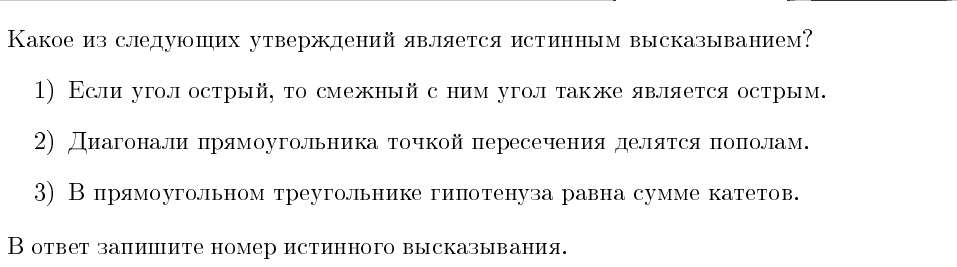 Какое из следующих утверждений является истинным высказыванием?
1) Если угол острый, то смежный с ним угол также является острым.
2) Диагонали прямоугольника точкой пересечения делятся пополам.
3) В прямоугольном треугольнике гипотенуза равна сумме катетов.
В ответ запишите номер истинного высказывания.